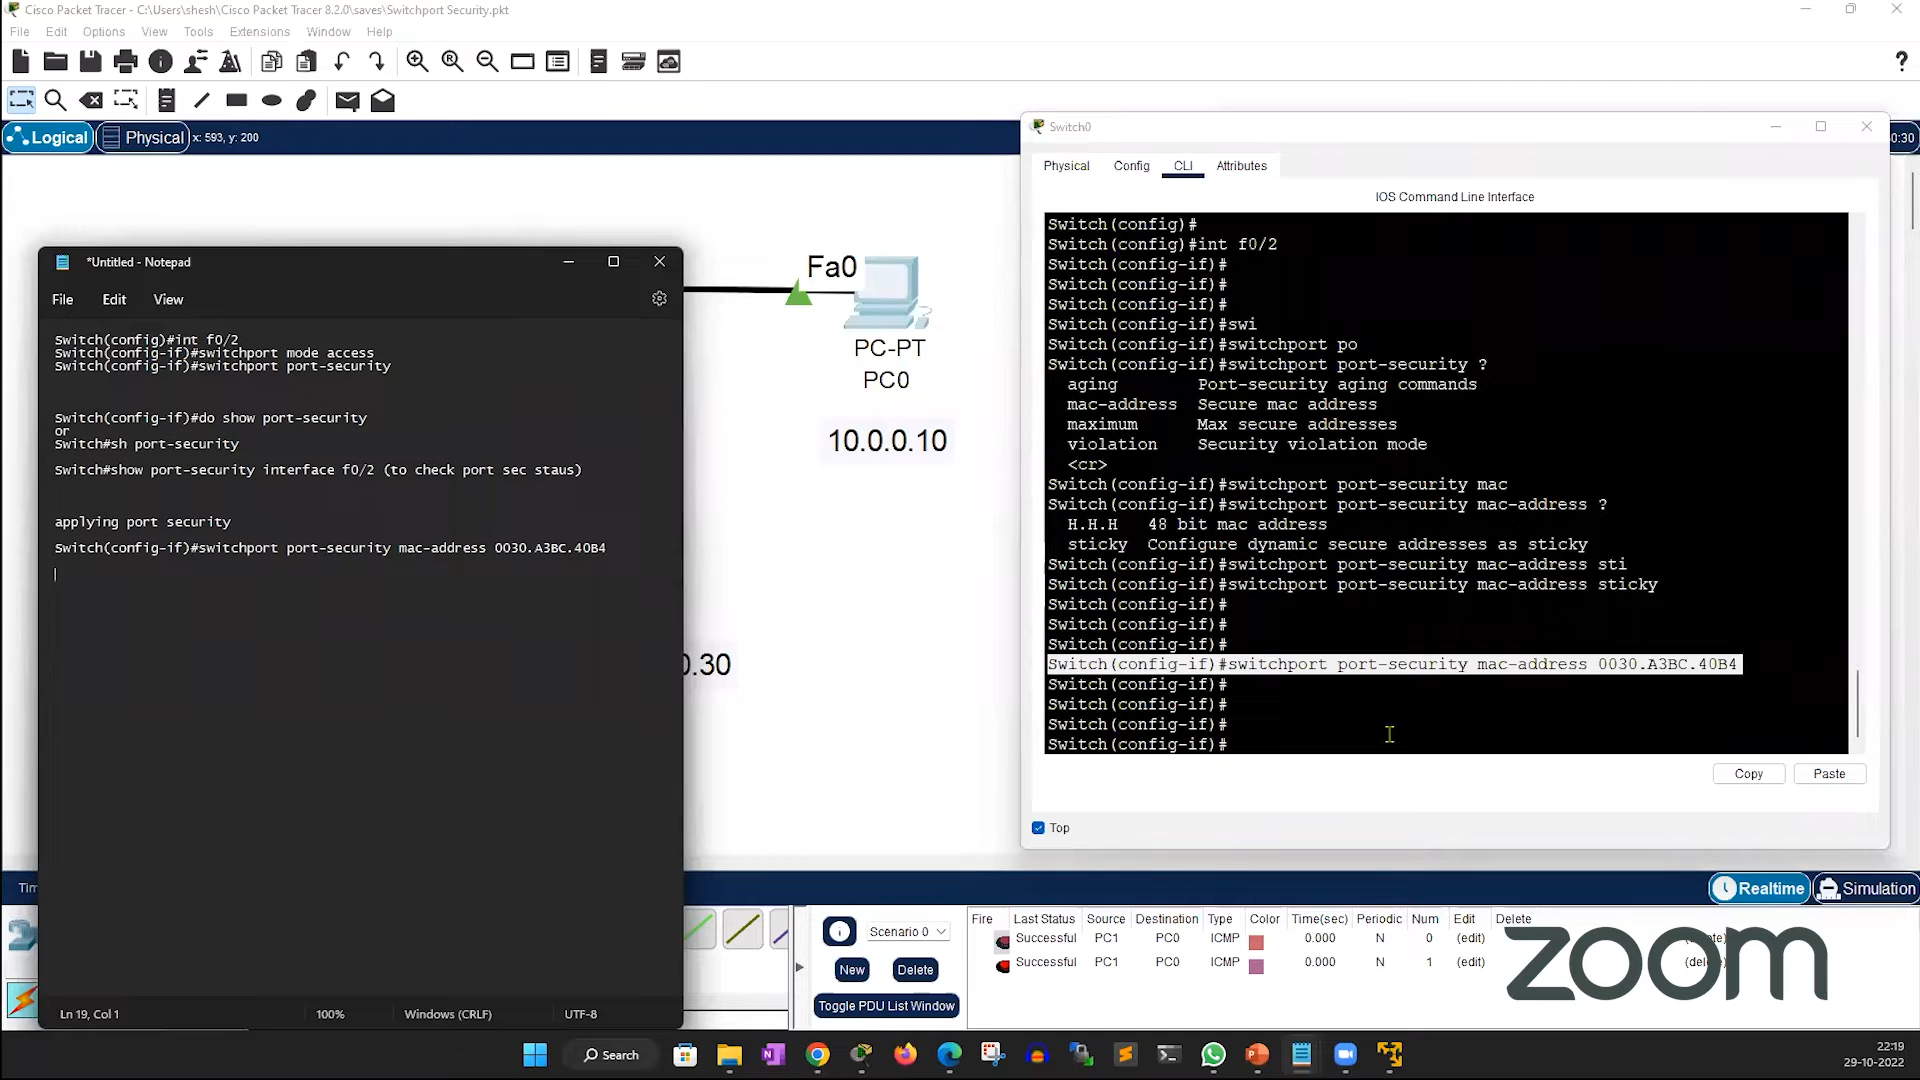 Cisco Packet Tracer - C:\Users\shesh\Cisco Packet Tracer 8.2.0\saves\Switchport Security.pkt
File Edit Options View Tools Extensions Window Help
Logical Physical x: 593, y: 200
0:30
*Untitled - Notepad
File Edit View
Switch(config)#int f0/2
Switch(config-if)#switchport mode access
Switch(config-if)#switchport port-security
Switch(config-if)#do show port-security
or
Switch#sh port-security
Switch#show port-security interface f0/2 (to check port sec staus)
applying port security
Switch(config-if)#switchport port-security mac-address 0030.A3BC.40B4
Ln 19, Col 1 100% Windows (CRLF) UTF-8
Fa0
PC-PT
PC0
10.0.0.10
0.30
Switch0
Physical Config CLI Attributes
IOS Command Line Interface
Switch(config)#
Switch(config)#int f0/2
Switch(config-if)#
Switch(config-if)#
Switch(config-if)#
Switch(config-if)#swi
Switch(config-if)#switchport po
Switch(config-if)#switchport port-security ?
aging Port-security aging commands
mac-address Secure mac address
maximum Max secure addresses
violation Security violation mode
<cr>
Switch(config-if)#switchport port-security mac
Switch(config-if)#switchport port-security mac-address ?
H.H.H 48 bit mac address
sticky Configure dynamic secure addresses as sticky
Switch(config-if)#switchport port-security mac-address sti
Switch(config-if)#switchport port-security mac-address sticky
Switch(config-if)#
Switch(config-if)#
Switch(config-if)#
Switch(config-if)#switchport port-security mac-address 0030.A3BC.40B4
Switch(config-if)#
Switch(config-if)#
Switch(config-if)#
Switch(config-if)#
Copy Paste
Top
Tim
Realtime Simulation
Scenario 0
New Delete
Toggle PDU List Window
Fire Last Status Source Destination Type Color Time(sec) Periodic Num Edit Delete
Successful PC1 PC0 ICMP 0.000 N 0 (edit)
Successful PC1 PC0 ICMP 0.000 N 1 (edit)
zoom
Search
22:19
29-10-2022